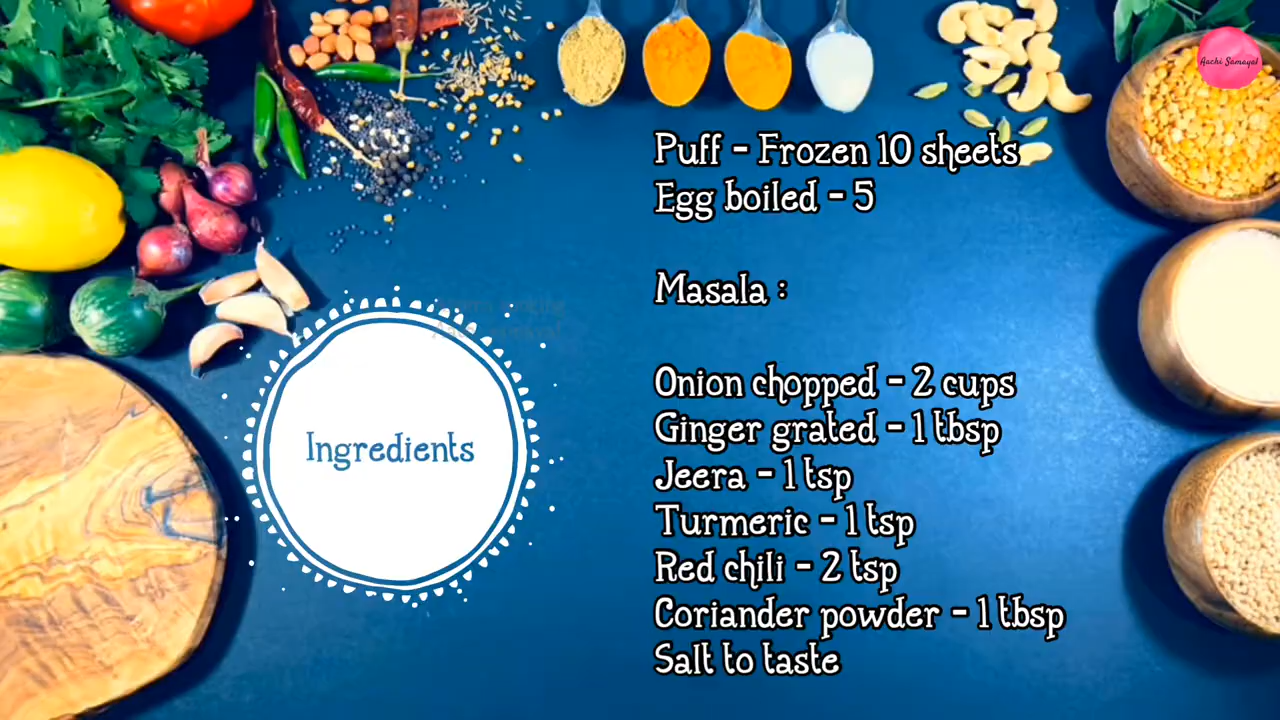 Aachi Samayal
Puff - Frozen 10 sheets
Egg boiled - 5
Masala :
Onion chopped - 2 cups
Ginger grated - 1 tbsp
Jeera - 1 tsp
Turmeric - 1 tsp
Red chili - 2 tsp
Coriander powder - 1 tbsp
Salt to taste
Ingredients